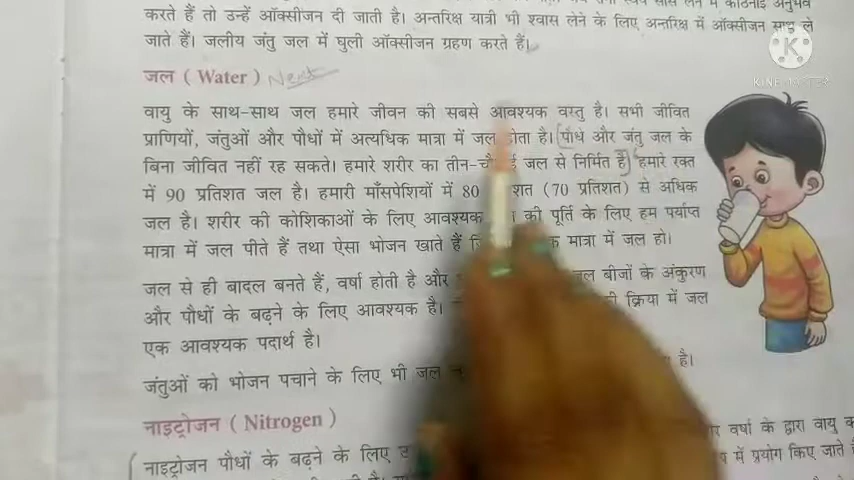 करते हैं तो उन्हें ऑक्सीजन दी जाती है। अन्तरिक्ष यात्री भी श्वास लेने के लिए अन्तरिक्ष में ऑक्सीजन साथ ले
जाते हैं। जलीय जंतु जल में घुली ऑक्सीजन ग्रहण करते हैं।
KINEMASTER
जल ( Water ) Next
वायु के साथ-साथ जल हमारे जीवन की सबसे आवश्यक वस्तु है। सभी जीवित
प्राणियों, जंतुओं और पौधों में अत्यधिक मात्रा में जल होता है। पौधे और जंतु जल के
बिना जीवित नहीं रह सकते। हमारे शरीर का तीन- जल से निर्मित है हमारे रक्त
में 90 प्रतिशत जल है। हमारी माँसपेशियों में 80 (70 प्रतिशत) से अधिक
जल है। शरीर की कोशिकाओं के लिए आवश्यक की पूर्ति के लिए हम पर्याप्त
मात्रा में जल पीते हैं तथा ऐसा भोजन खाते हैं मात्रा में जल हो।
जल से ही बादल बनते हैं, वर्षा होती है और जल बीजों के अंकुरण
और पौधों के बढ़ने के लिए आवश्यक है। क्रिया में जल
एक आवश्यक पदार्थ है।
जंतुओं को भोजन पचाने के लिए भी जल है।
नाइट्रोजन ( Nitrogen )
वर्षा के द्वारा वायु
नाइट्रोजन पौधों के बढ़ने के लिए में प्रयोग किए जाते